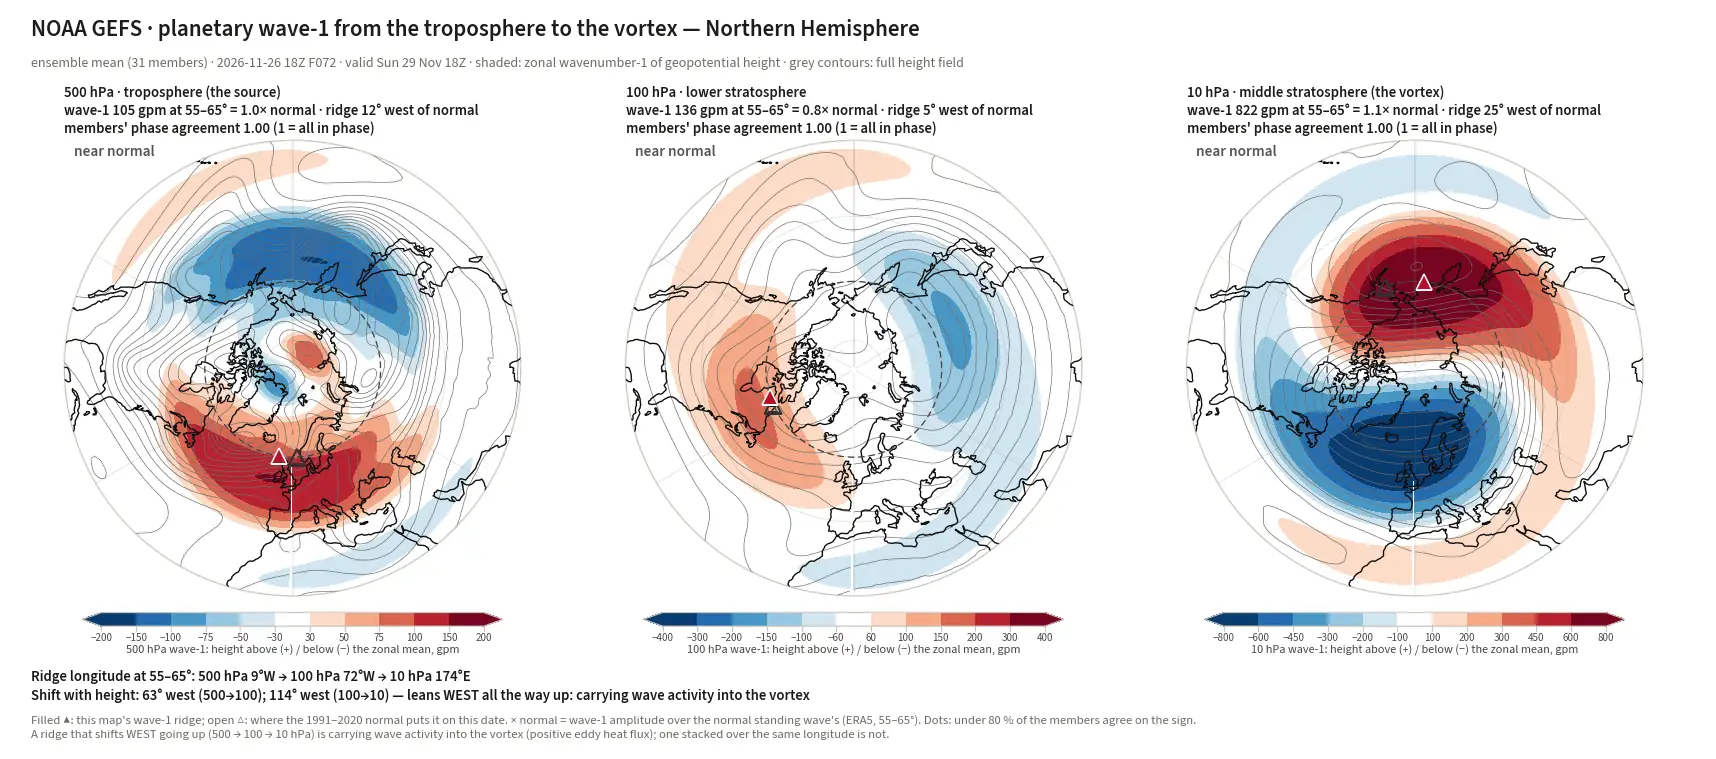 NOAA GEFS · planetary wave-1 from the troposphere to the vortex — Northern Hemisphere
ensemble mean (31 members) · 2026-11-26 18Z F072 · valid Sun 29 Nov 18Z · shaded: zonal wavenumber-1 of geopotential height · grey contours: full height field
500 hPa · troposphere (the source)
wave-1 105 gpm at 55–65° = 1.0× normal · ridge 12° west of normal
members' phase agreement 1.00 (1 = all in phase)
near normal
100 hPa · lower stratosphere
wave-1 136 gpm at 55–65° = 0.8× normal · ridge 5° west of normal
members' phase agreement 1.00 (1 = all in phase)
near normal
10 hPa · middle stratosphere (the vortex)
wave-1 822 gpm at 55–65° = 1.1× normal · ridge 25° west of normal
members' phase agreement 1.00 (1 = all in phase)
near normal
−200 −150 −100 −75 −50 −30 30 50 75 100 150 200
500 hPa wave-1: height above (+) / below (−) the zonal mean, gpm
−400 −300 −200 −150 −100 −60 60 100 150 200 300 400
100 hPa wave-1: height above (+) / below (−) the zonal mean, gpm
−800 −600 −450 −300 −200 −100 100 200 300 450 600 800
10 hPa wave-1: height above (+) / below (−) the zonal mean, gpm
Ridge longitude at 55–65°: 500 hPa 9°W → 100 hPa 72°W → 10 hPa 174°E
Shift with height: 63° west (500→100); 114° west (100→10) — leans WEST all the way up: carrying wave activity into the vortex
Filled ▲: this map's wave-1 ridge; open △: where the 1991–2020 normal puts it on this date. × normal = wave-1 amplitude over the normal standing wave's (ERA5, 55–65°). Dots: under 80 % of the members agree on the sign.
A ridge that shifts WEST going up (500 → 100 → 10 hPa) is carrying wave activity into the vortex (positive eddy heat flux); one stacked over the same longitude is not.